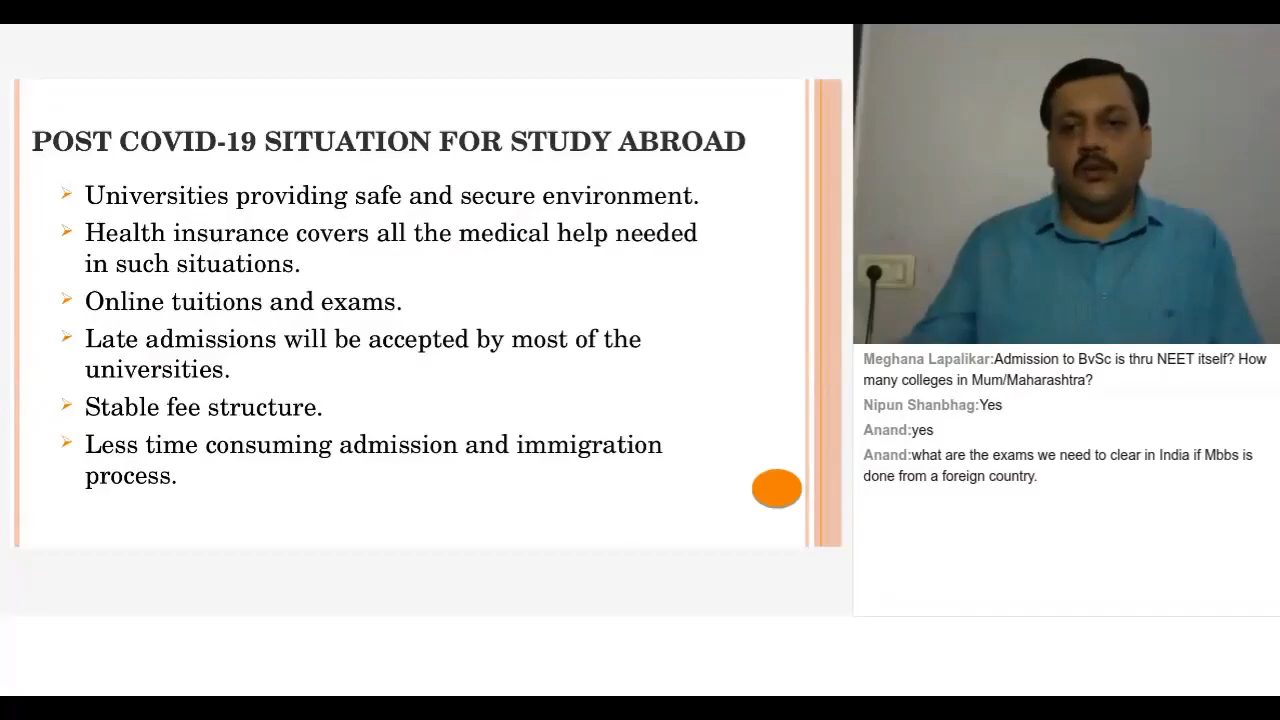 POST COVID-19 SITUATION FOR STUDY ABROAD
Universities providing safe and secure environment.
Health insurance covers all the medical help needed
in such situations.
Online tuitions and exams.
Late admissions will be accepted by most of the
universities.
Stable fee structure.
Less time consuming admission and immigration
process.
Meghana Lapalikar:Admission to BvSc is thru NEET itself? How
many colleges in Mum/Maharashtra?
Nipun Shanbhag:Yes
Anand:yes
Anand:what are the exams we need to clear in India if Mbbs is
done from a foreign country.